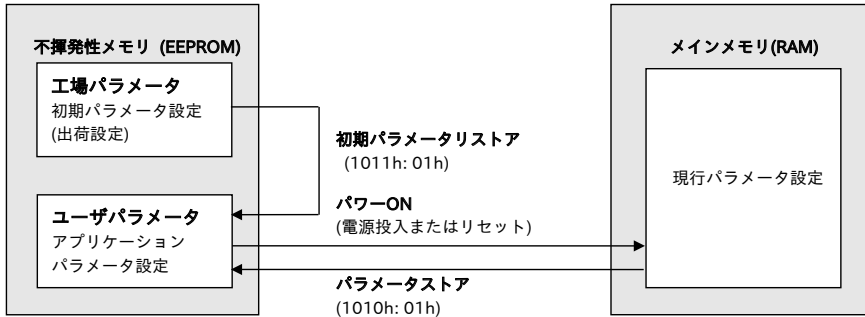 不揮発性メモリ (EEPROM)
工場パラメータ
初期パラメータ設定
(出荷設定)
ユーザパラメータ
アプリケーション
パラメータ設定
初期パラメータリストア
(1011h: 01h)
パワーON
(電源投入またはリセット)
パラメータストア
(1010h: 01h)
メインメモリ(RAM)
現行パラメータ設定